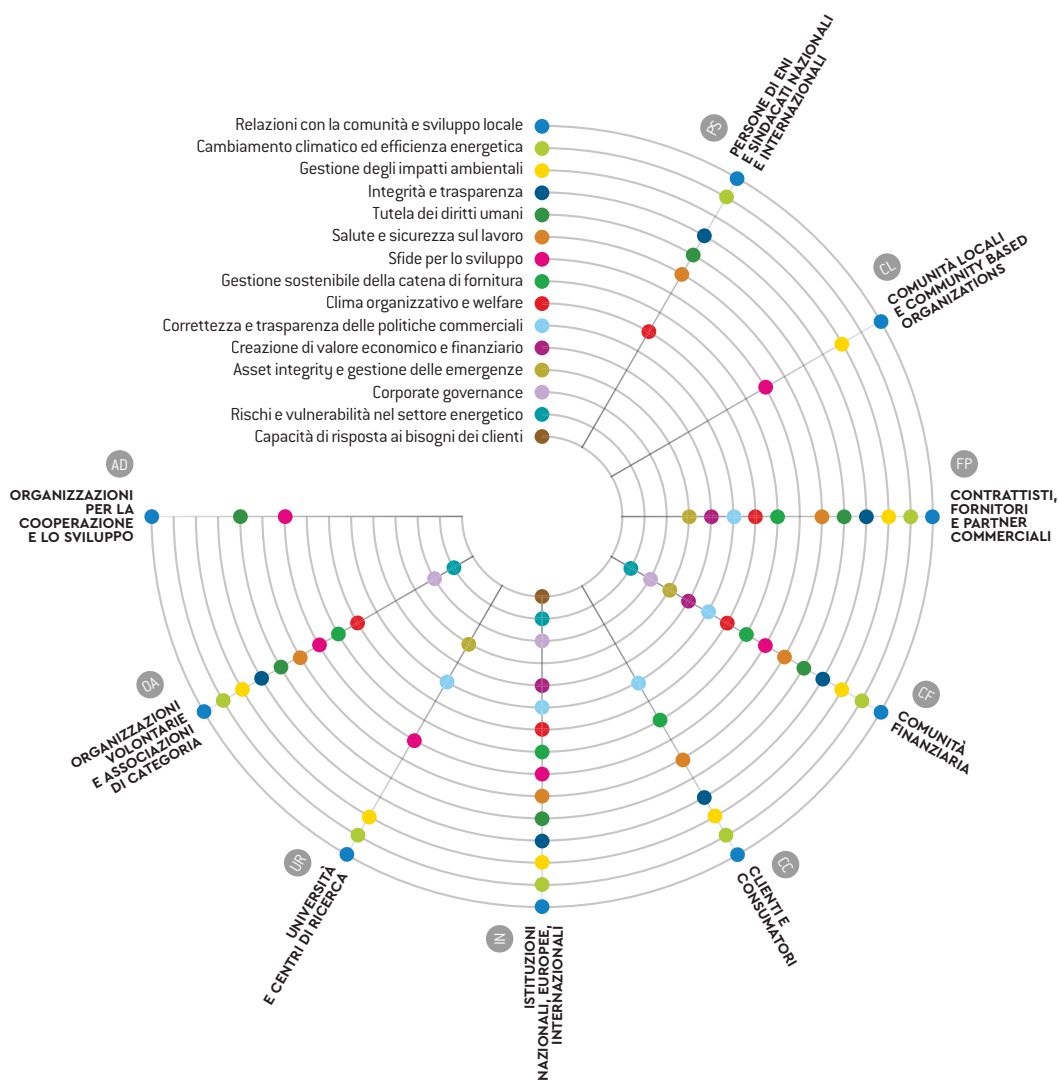 Relazioni con la comunità e sviluppo locale
Cambiamento climatico ed efficienza energetica
Gestione degli impatti ambientali
Integrità e trasparenza
Tutela dei diritti umani
Salute e sicurezza sul lavoro
Sfide per lo sviluppo
Gestione sostenibile della catena di fornitura
Clima organizzativo e welfare
Correttezza e trasparenza delle politiche commerciali
Creazione di valore economico e finanziario
Asset integrity e gestione delle emergenze
Corporate governance
Rischi e vulnerabilità nel settore energetico
Capacità di risposta ai bisogni dei clienti
PS
PERSONE DI ENI
E SINDACATI NAZIONALI
E INTERNAZIONALI
CL
COMUNITÀ LOCALI
E COMMUNITY BASED
ORGANIZATIONS
FP
CONTRATTISTI,
FORNITORI
E PARTNER
COMMERCIALI
CF
COMUNITÀ
FINANZIARIA
CC
CLIENTI E
CONSUMATORI
IN
ISTITUZIONI
NAZIONALI, EUROPEE,
INTERNAZIONALI
UR
UNIVERSITÀ
E CENTRI DI RICERCA
OA
ORGANIZZAZIONI
VOLONTARIE
E ASSOCIAZIONI
DI CATEGORIA
AD
ORGANIZZAZIONI
PER LA
COOPERAZIONE
E LO SVILUPPO